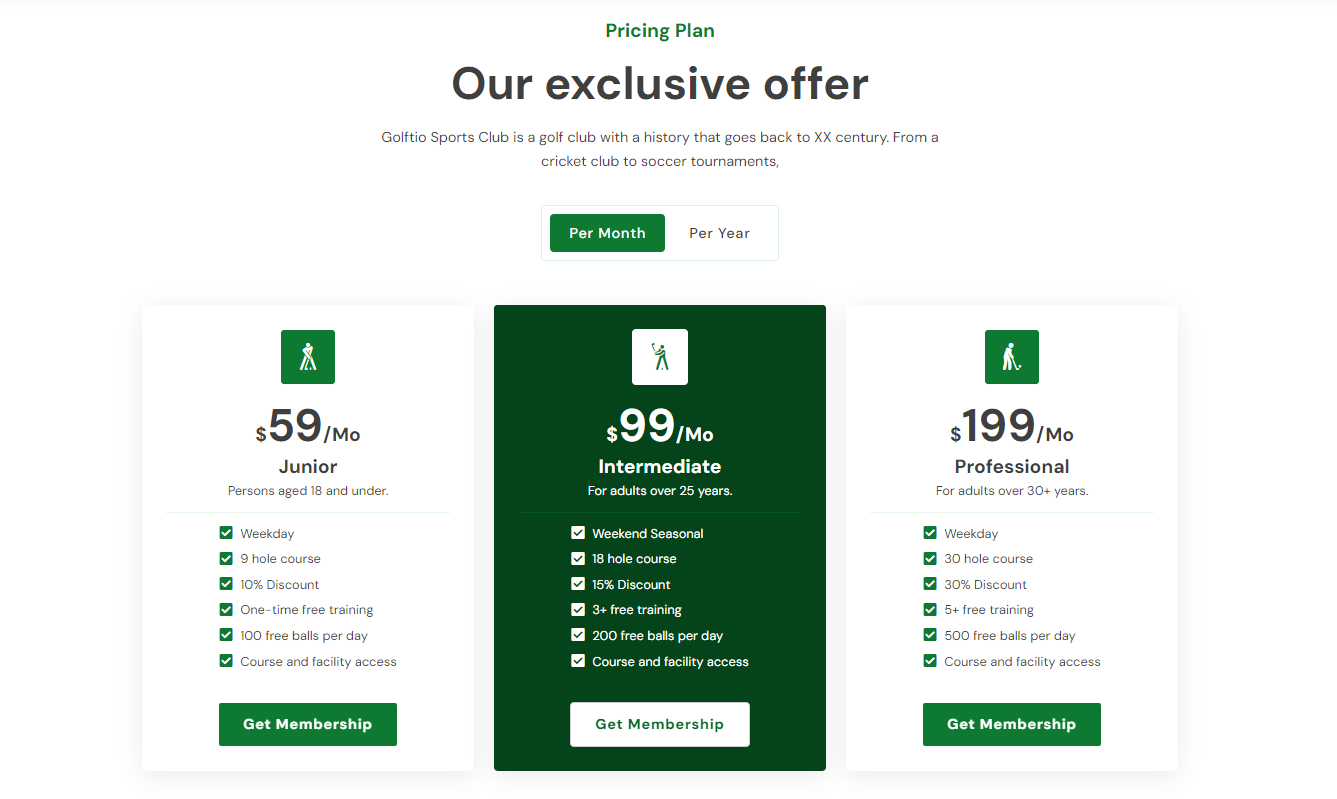 Pricing Plan
Our exclusive offer
Golftio Sports Club is a golf club with a history that goes back to XX century. From a
cricket club to soccer tournaments,
Per Month
Per Year
$59/Mo
Junior
Persons aged 18 and under.
Weekday
9 hole course
10% Discount
One-time free training
100 free balls per day
Course and facility access
Get Membership
$99/Mo
Intermediate
For adults over 25 years.
Weekend Seasonal
18 hole course
15% Discount
3+ free training
200 free balls per day
Course and facility access
Get Membership
$199/Mo
Professional
For adults over 30+ years.
Weekday
30 hole course
30% Discount
5+ free training
500 free balls per day
Course and facility access
Get Membership